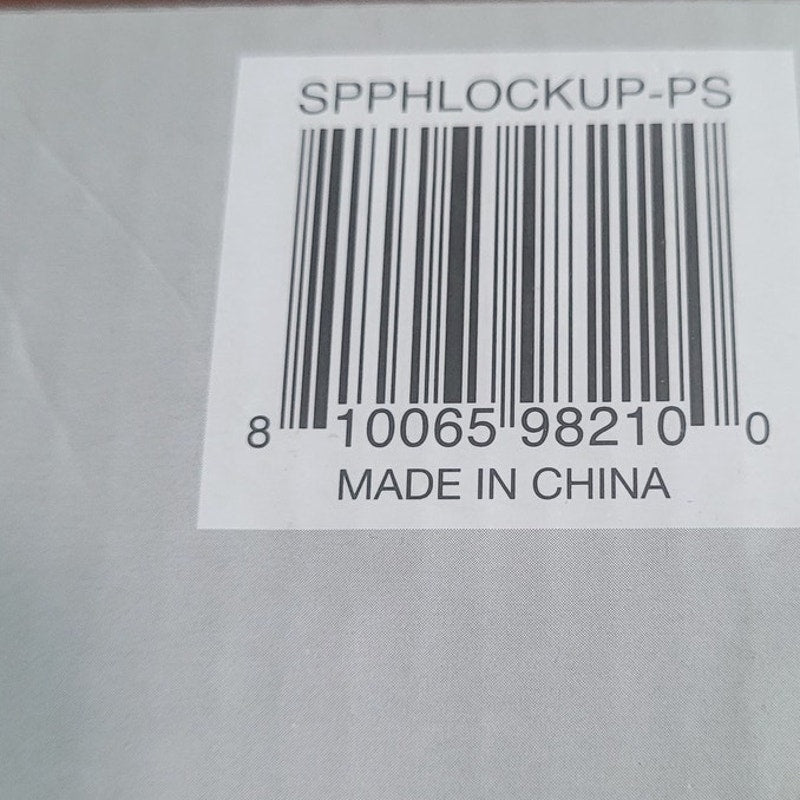 SPPHLOCKUP-PS
8 10065 98210 0
MADE IN CHINA